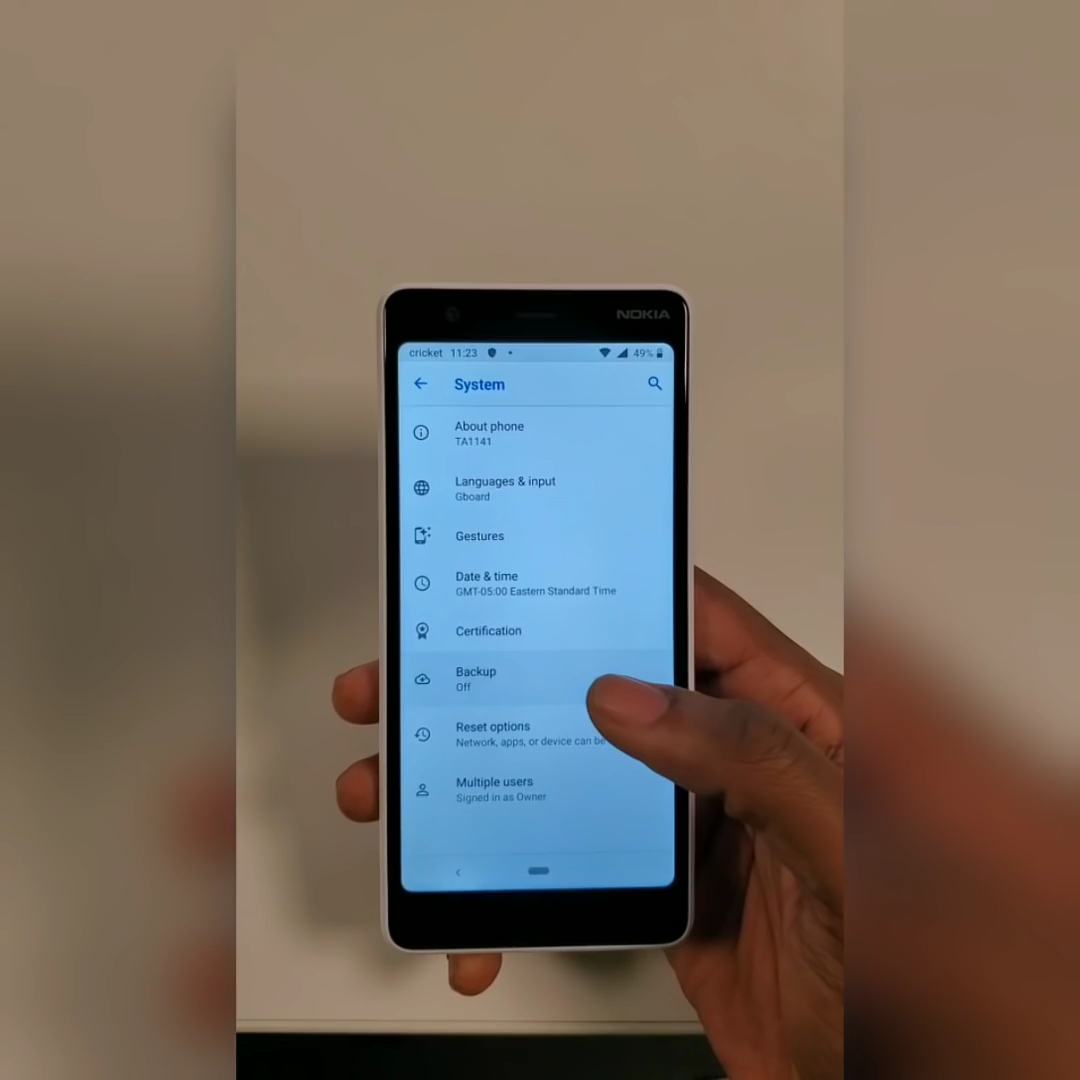 NOKIA
cricket 11:23 49%
System
About phone
TA1141
Languages & input
Gboard
Gestures
Date & time
GMT-05:00 Eastern Standard Time
Certification
Backup
Off
Reset options
Network, apps, or device can be
Multiple users
Signed in as Owner